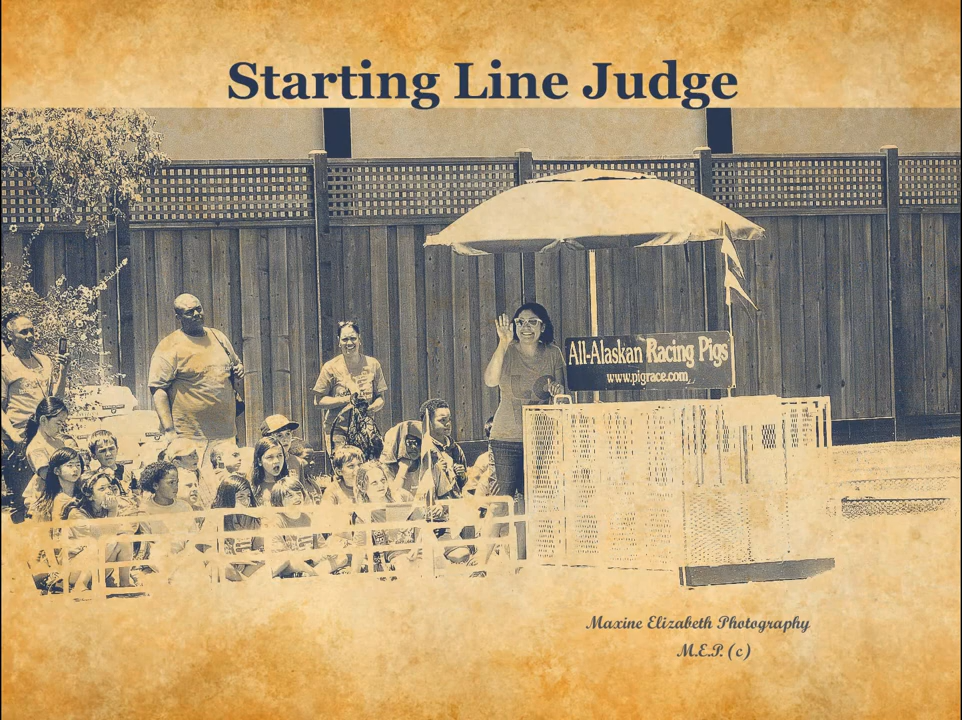 Starting Line Judge
All-Alaskan Racing Pigs
www.pigrace.com
Maxine Elizabeth Photography
M.E.P. (c)